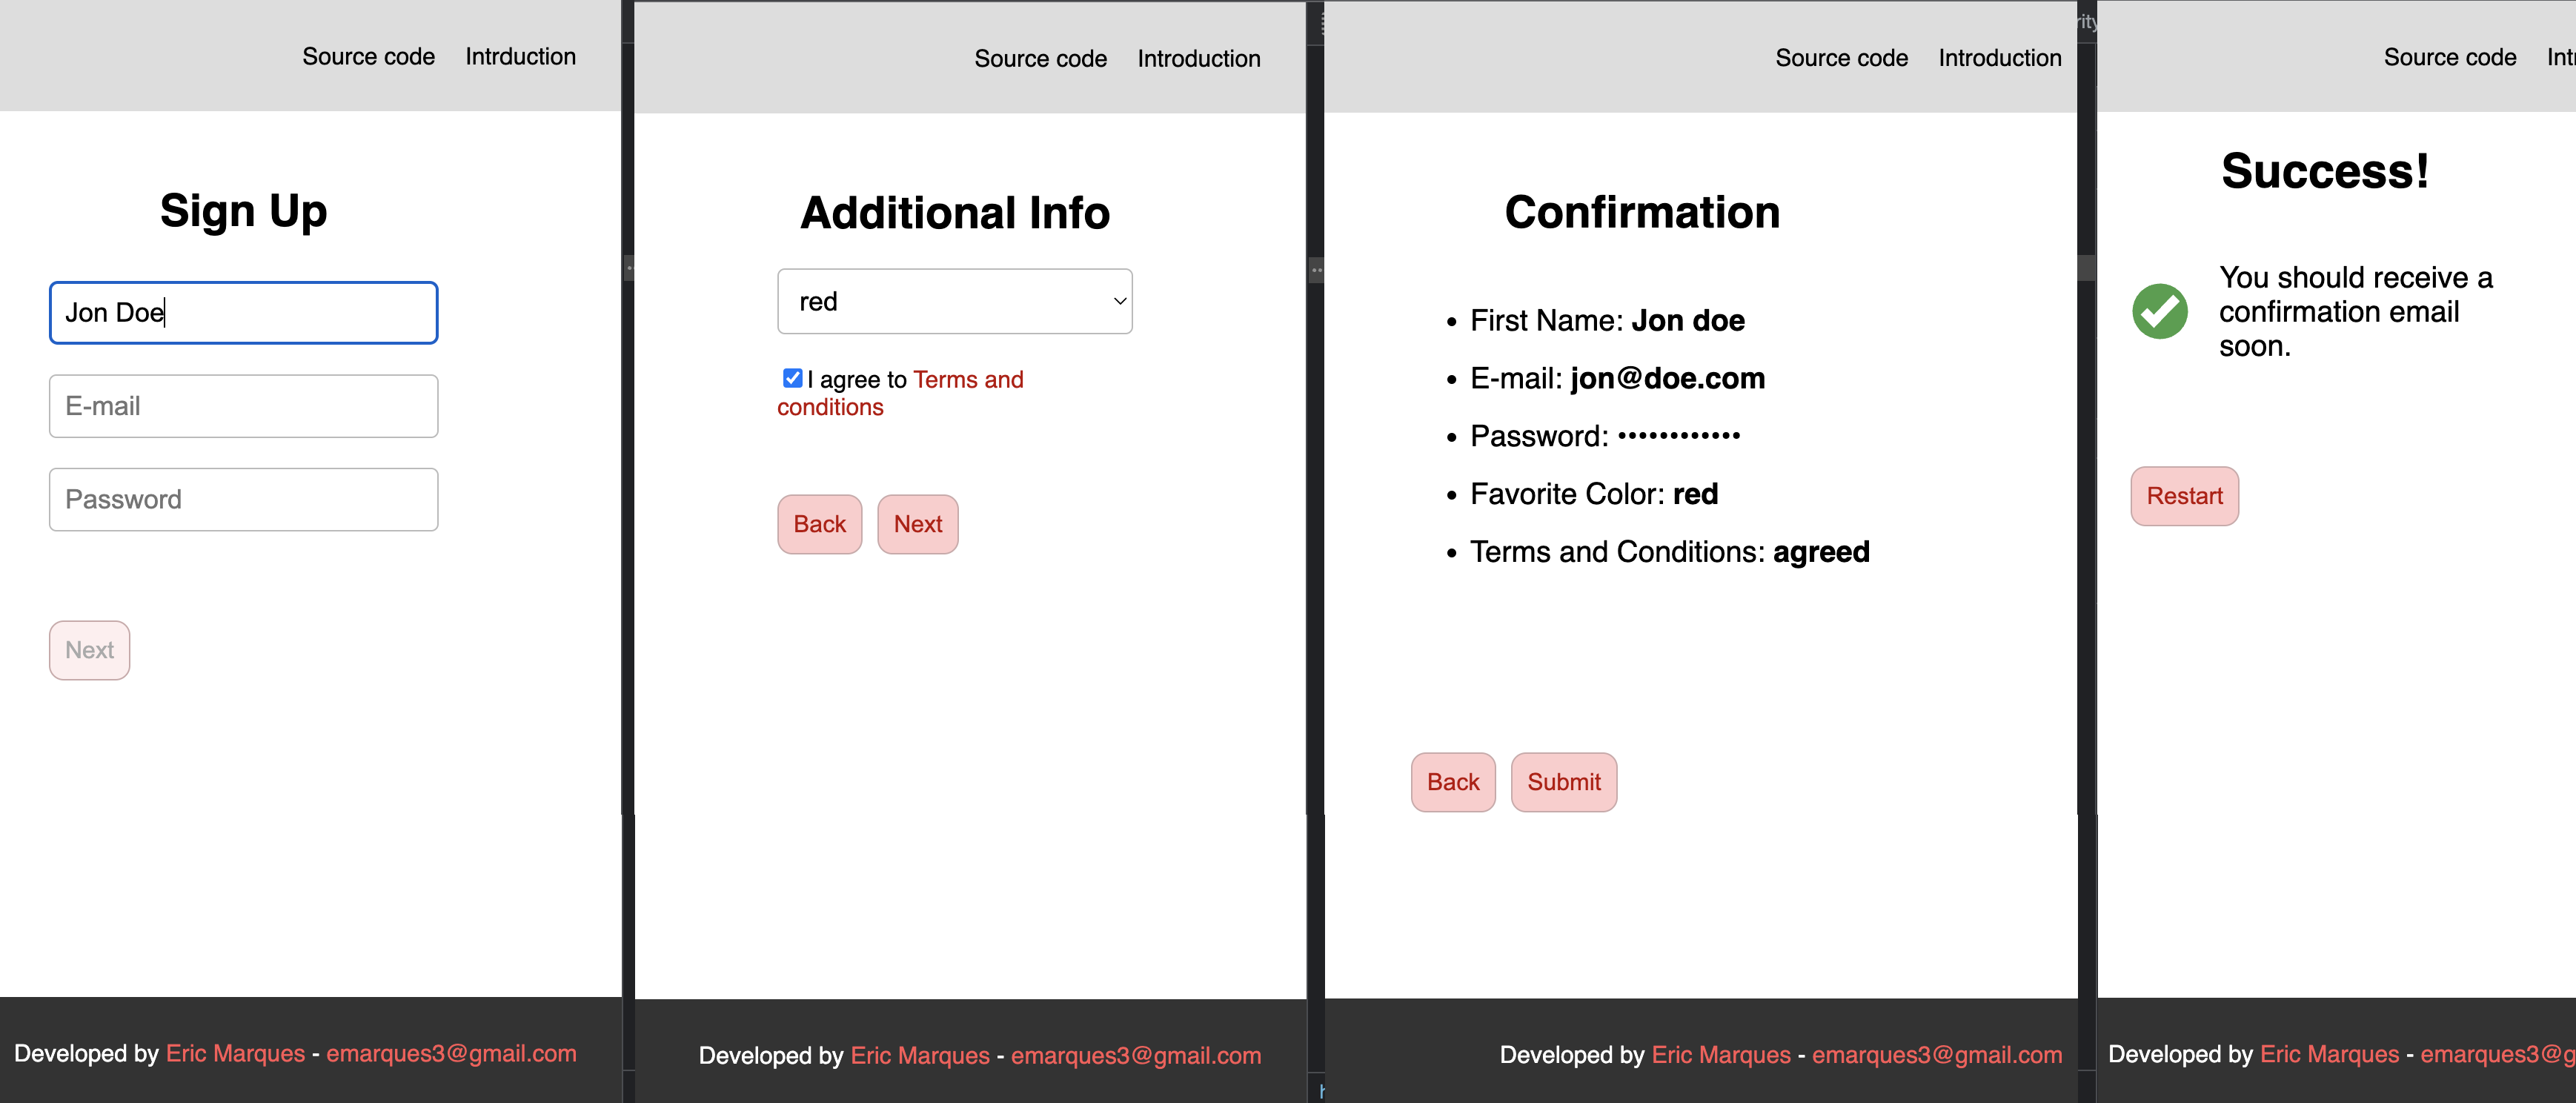 Source code Intrduction
Sign Up
Jon Doe
E-mail
Password
Next
Developed by Eric Marques - emarques3@gmail.com
Source code Introduction
Additional Info
red
I agree to Terms and
conditions
Back Next
Developed by Eric Marques - emarques3@gmail.com
Source code Introduction
Confirmation
• First Name: Jon doe
• E-mail: jon@doe.com
• Password: ••••••••••••
• Favorite Color: red
• Terms and Conditions: agreed
Back Submit
Developed by Eric Marques - emarques3@gmail.com
Source code
Success!
You should receive a
confirmation email
soon.
Restart
Developed by Eric Marques - emarques3@g